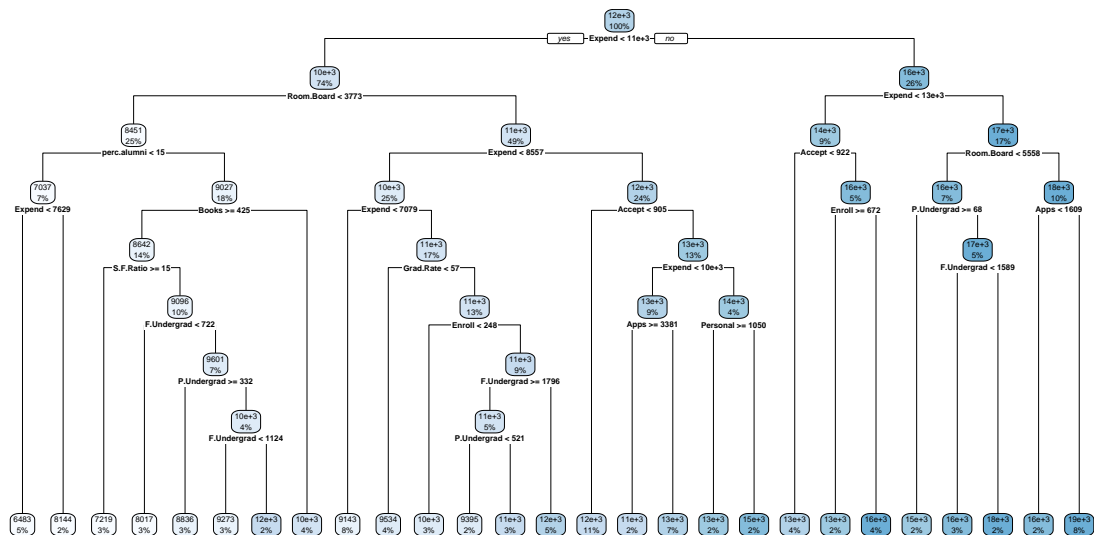 12e+3
100%
yes Expend < 11e+3 no
10e+3 16e+3
74% 26%
Room.Board < 3773 Expend < 13e+3
8451 11e+3 14e+3 17e+3
25% 49% 9% 17%
perc.alumni < 15 Expend < 8557 Accept < 922 Room.Board < 5558
7037 9027 10e+3 12e+3 16e+3 16e+3 18e+3
7% 18% 25% 24% 5% 7% 10%
Expend < 7629 Books >= 425 Expend < 7079 Accept < 905 Enroll >= 672 P.Undergrad >= 68 Apps < 1609
8642 11e+3 13e+3 17e+3
14% 17% 13% 5%
S.F.Ratio >= 15 Grad.Rate < 57 Expend < 10e+3 F.Undergrad < 1589
9096 11e+3 13e+3 14e+3
10% 13% 9% 4%
F.Undergrad < 722 Enroll < 248 Apps >= 3381 Personal >= 1050
9601 11e+3
7% 9%
P.Undergrad >= 332 F.Undergrad >= 1796
10e+3 11e+3
4% 5%
F.Undergrad < 1124 P.Undergrad < 521
6483 8144 7219 8017 8836 9273 12e+3 10e+3 9143 9534 10e+3 9395 11e+3 12e+3 12e+3 11e+3 13e+3 13e+3 15e+3 13e+3 13e+3 16e+3 15e+3 16e+3 18e+3 16e+3 19e+3
5% 2% 3% 3% 3% 3% 2% 4% 8% 4% 3% 2% 3% 5% 11% 2% 7% 2% 2% 4% 2% 4% 2% 3% 2% 2% 8%